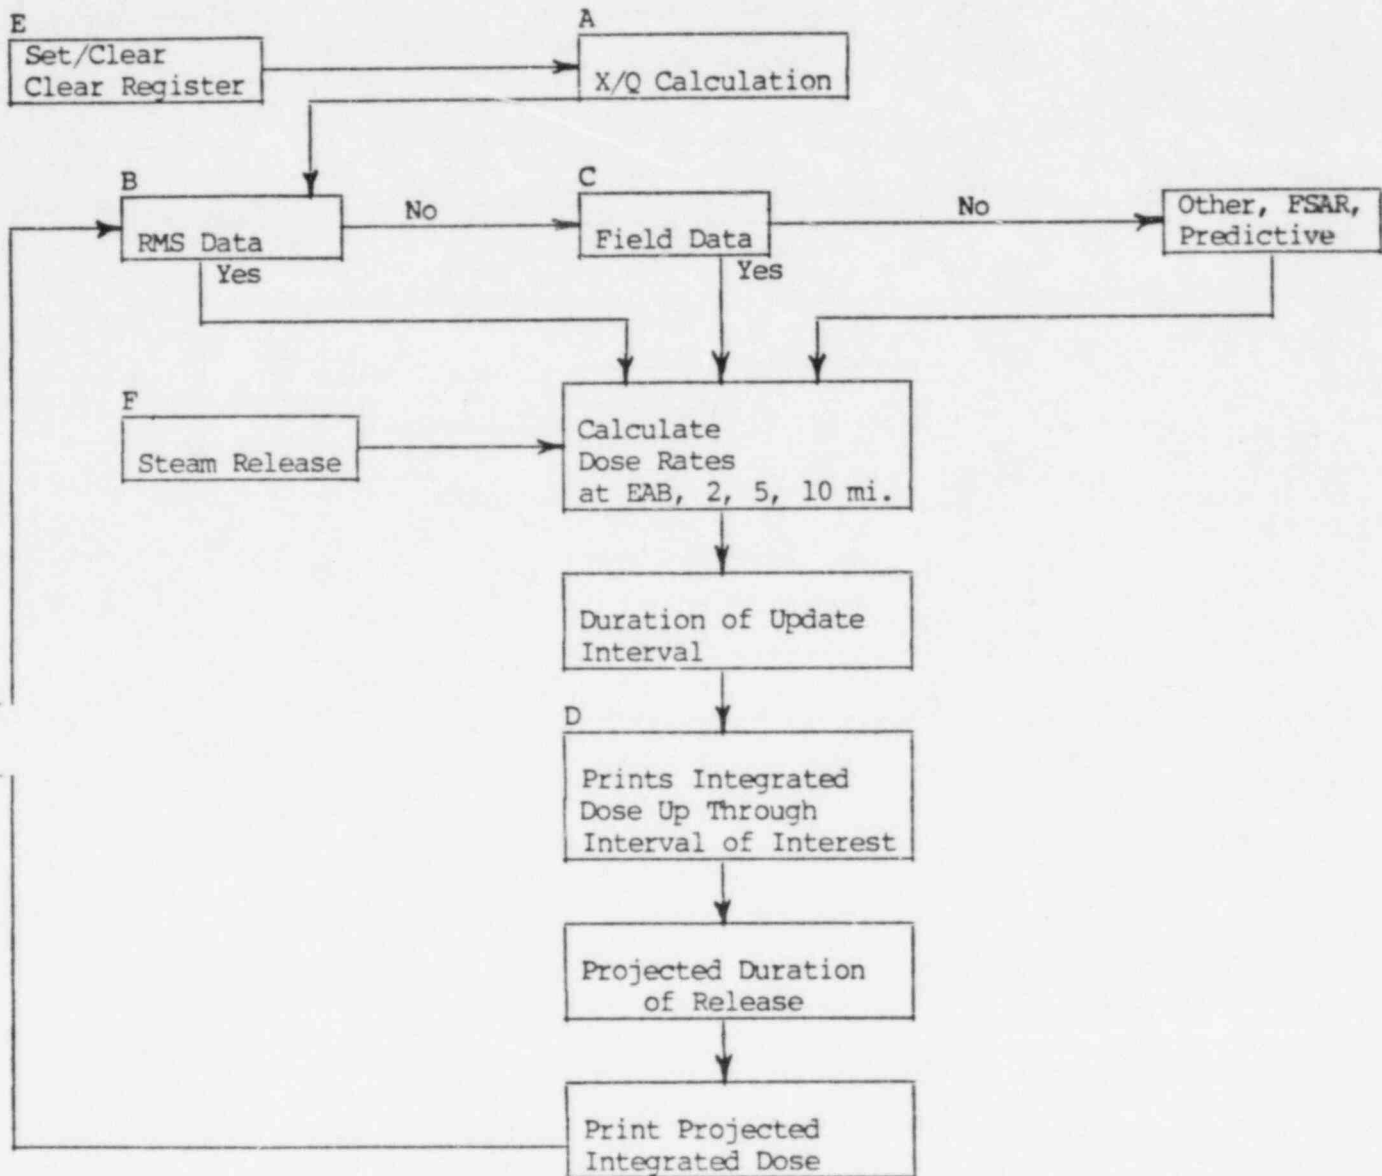 E
Set/Clear
Clear Register
A
X/Q Calculation
B
RMS Data
No
C
Field Data
No
Other, FSAR,
Predictive
Yes
Yes
F
Steam Release
Calculate
Dose Rates
at EAB, 2, 5, 10 mi.
Duration of Update
Interval
D
Prints Integrated
Dose Up Through
Interval of Interest
Projected Duration
of Release
Print Projected
Integrated Dose